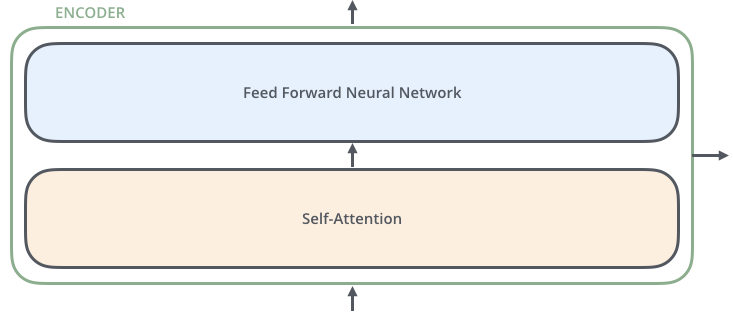 ENCODER
Feed Forward Neural Network
Self-Attention